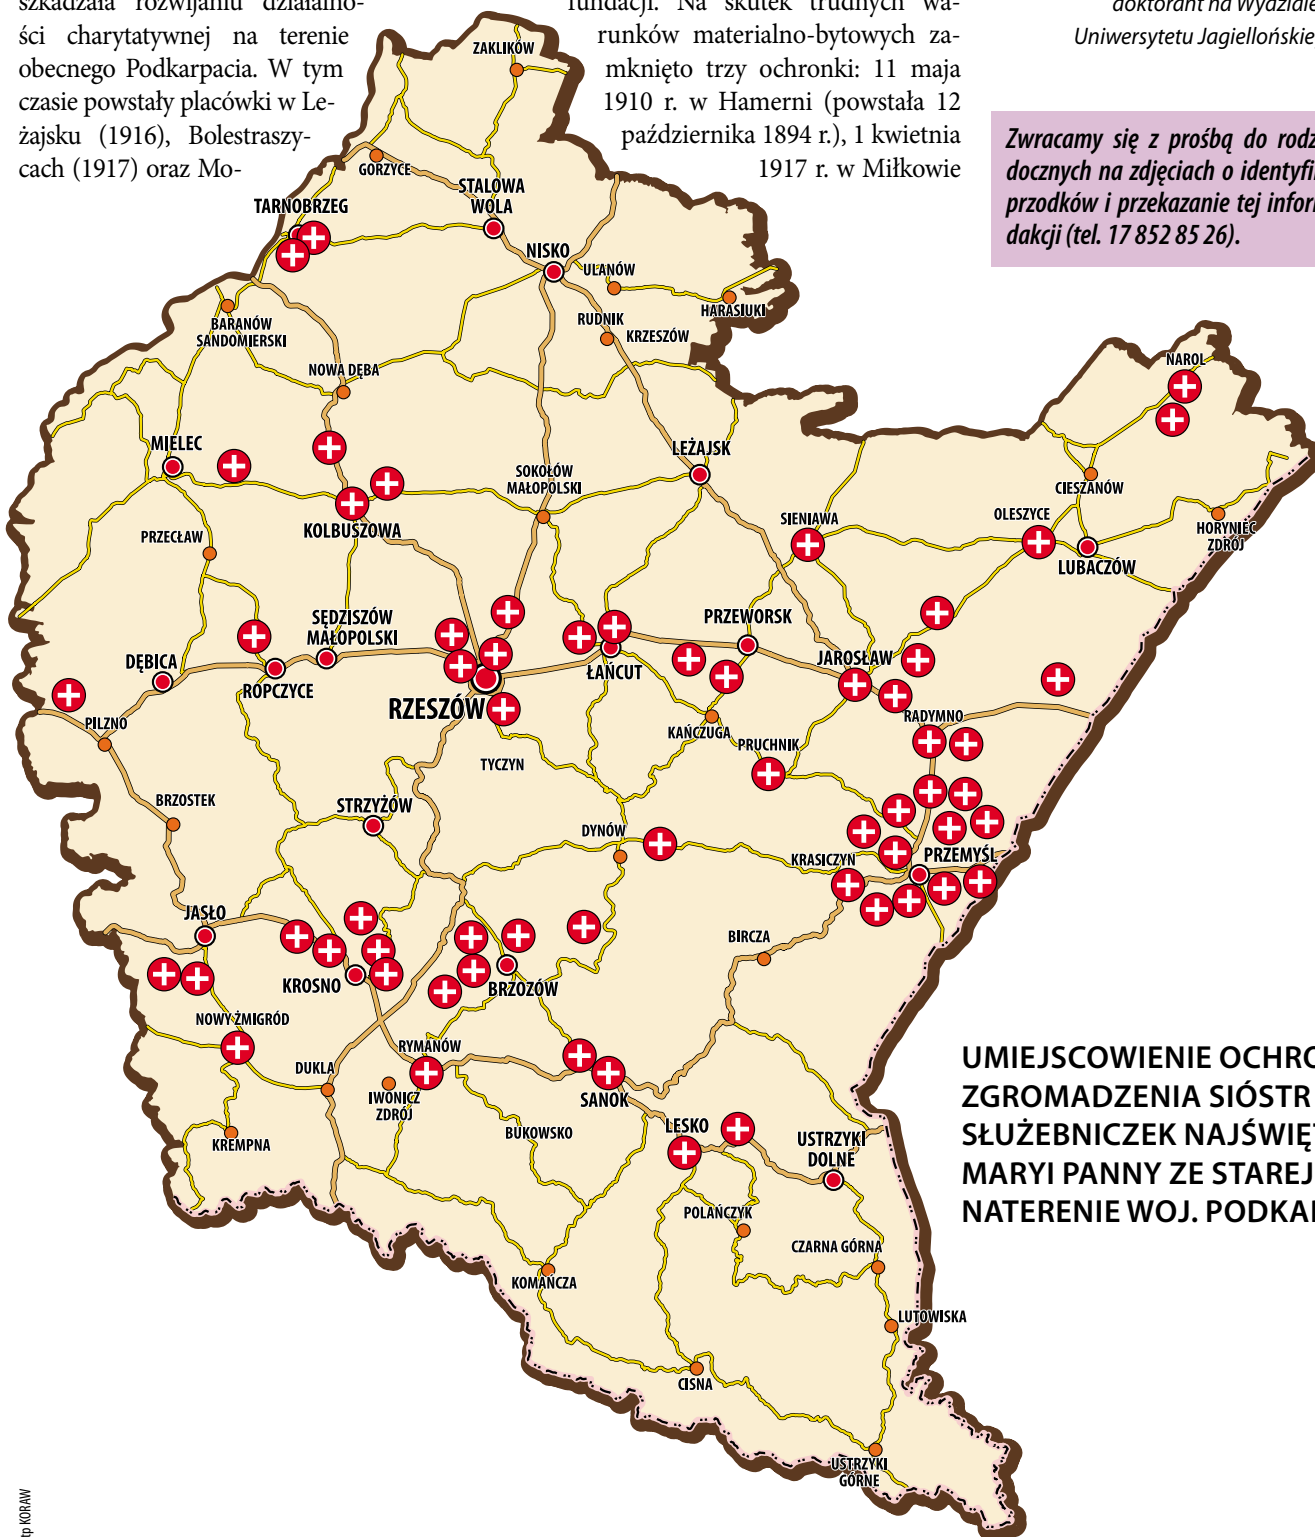 szkadzała rozwijaniu działalno-
ści charytatywnej na terenie
obecnego Podkarpacia. W tym
czasie powstały placówki w Le-
żajsku (1916), Bolestraszy-
cach (1917) oraz Mo-
fundacji. Na skutek trudnych wa-
runków materialno-bytowych za-
mknięto trzy ochronki: 11 maja
1910 r. w Hamerni (powstała 12
października 1894 r.), 1 kwietnia
1917 r. w Miłkowie
doktorant na Wydziale
Uniwersytetu Jagiellońskie
Zwracamy się z prośbą do rodz
docznych na zdjęciach o identyfi
przodków i przekazanie tej infor
dakcji (tel. 17 852 85 26).
ZAKLIKÓW
GORZYCE
STALOWA
WOLA
TARNOBRZEG
NISKO
ULANÓW
HARASIUKI
BARANÓW
SANDOMIERSKI
RUDNIK
KRZESZÓW
NOWA DĘBA
NAROL
MIELEC
LEŻAJSK
SOKOŁÓW
MAŁOPOLSKI
CIESZANÓW
KOLBUSZOWA
SIENIAWA
OLESZYCE
HORYNIEC
ZDRÓJ
PRZECŁAW
LUBACZÓW
SĘDZISZÓW
MAŁOPOLSKI
PRZEWORSK
DĘBICA
ROPCZYCE
ŁAŃCUT
JAROSŁAW
RZESZÓW
PILZNO
KAŃCZUGA
RADYMNO
PRUCHNIK
TYCZYN
BRZOSTEK
STRZYŻÓW
DYNÓW
KRASICZYN
PRZEMYŚL
JASŁO
BIRCZA
KROSNO
BRZOZÓW
NOWY ŻMIGRÓD
DUKLA
RYMANÓW
IWONICZ
ZDRÓJ
SANOK
KREMPNA
BUKOWSKO
LESKO
USTRZYKI
DOLNE
POLAŃCZYK
CZARNA GÓRNA
KOMAŃCZA
LUTOWISKA
CISNA
USTRZYKI
GÓRNE
UMIEJSCOWIENIE OCHRO
ZGROMADZENIA SIÓSTR
SŁUŻEBNICZEK NAJŚWIĘ
MARYI PANNY ZE STAREJ
NATERENIE WOJ. PODKA
tp KORAW